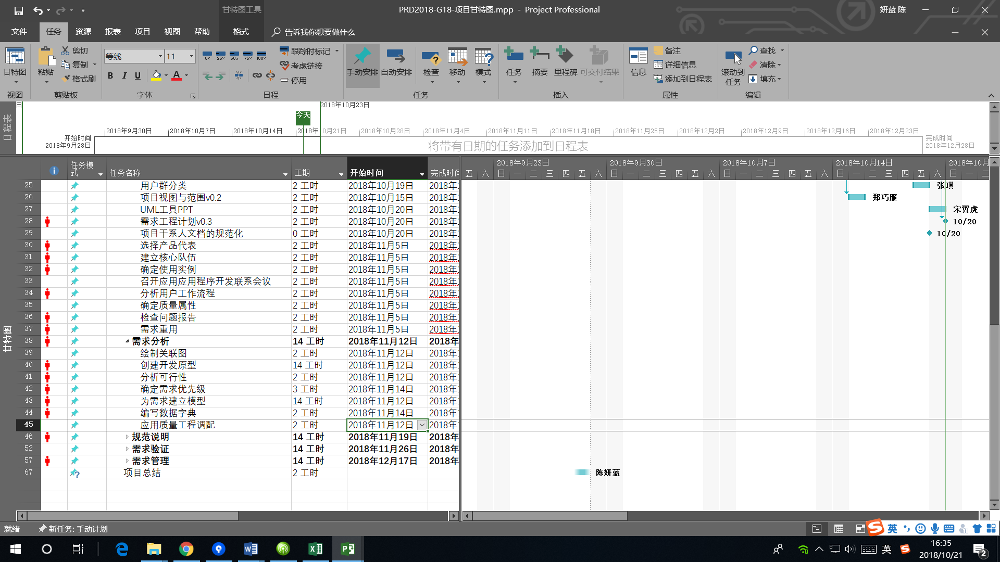 甘特图工具
PRD2018-G18-项目甘特图.mpp - Project Professional
妍蓝 陈
文件 任务 资源 报表 项目 视图 帮助 格式 告诉我你想要做什么
甘特图
视图
粘贴
剪切
复制
格式刷
剪贴板
等线 11
B I U A
字体
0% 25% 50% 75% 100%
跟踪时标记
考虑链接
停用
日程
手动安排 自动安排 检查 移动 模式
任务
任务 摘要 里程碑 可交付结果
插入
信息
备注
详细信息
添加到日程表
属性
滚动到
任务
查找
清除
填充
编辑
日程表
日
2018年10月23日
今天
2018年9月30日 2018年10月7日 2018年10月14日 2018年10月21日 2018年10月28日 2018年11月4日 2018年11月11日 2018年11月18日 2018年11月25日 2018年12月2日 2018年12月9日 2018年12月16日 2018年12月23日
开始时间
2018年9月28日
将带有日期的任务添加到日程表
完成时间
2018年12月28日
甘特图
任务模式 任务名称 工期 开始时间 完成时间
2018年9月23日 2018年9月30日 2018年10月7日 2018年10月14日 2018年10月
五 六 日 一 二 三 四 五 六 日 一 二 三 四 五 六 日 一 二 三 四 五 六 日 一 二 三 四 五 六 日 一 二
25 用户群分类 2 工时 2018年10月19日 2018年 张琪
26 项目视图与范围v0.2 2 工时 2018年10月15日 2018年 郑巧雁
27 UML工具PPT 2 工时 2018年10月20日 2018年 宋翼虎
28 需求工程计划v0.3 2 工时 2018年10月20日 2018年 10/20
29 项目干系人文档的规范化 0 工时 2018年10月20日 2018年 10/20
30 选择产品代表 2 工时 2018年11月5日 2018年
31 建立核心队伍 2 工时 2018年11月5日 2018年
32 确定使用实例 2 工时 2018年11月5日 2018年
33 召开应用应用程序开发联系会议 2 工时 2018年11月5日 2018年
34 分析用户工作流程 2 工时 2018年11月5日 2018年
35 确定质量属性 2 工时 2018年11月5日 2018年
36 检查问题报告 2 工时 2018年11月5日 2018年
37 需求重用 2 工时 2018年11月5日 2018年
38 需求分析 14 工时 2018年11月12日 2018年
39 绘制关联图 2 工时 2018年11月12日 2018年
40 创建开发原型 14 工时 2018年11月12日 2018年
41 分析可行性 2 工时 2018年11月12日 2018年
42 确定需求优先级 3 工时 2018年11月14日 2018年
43 为需求建立模型 14 工时 2018年11月12日 2018年
44 编写数据字典 2 工时 2018年11月14日 2018年
45 应用质量工程调配 2 工时 2018年11月12日 2018年
46 规范说明 14 工时 2018年11月19日 2018年
52 需求验证 14 工时 2018年11月26日 2018年
57 需求管理 14 工时 2018年12月17日 2018年
67 项目总结 2 工时 陈妍蓝
就绪 新任务: 手动计划
英
英
16:35
2018/10/21
2